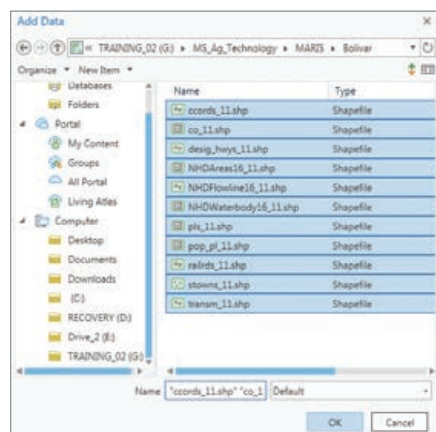 Add Data
« TRAINING_02 (G:) MS_Ag_Technology MARIS Bolivar
Organize New Item
Databases
Folders
Portal
My Content
Groups
All Portal
Living Atlas
Computer
Desktop
Documents
Downloads
(C:)
RECOVERY (D:)
Drive_2 (E:)
TRAINING_02 (G:)
Name Type
ccords_11.shp Shapefile
co_11.shp Shapefile
desig_hwys_11.shp Shapefile
NHDAreas16_11.shp Shapefile
NHDFlowline16_11.shp Shapefile
NHDWaterbody16_11.shp Shapefile
pls_11.shp Shapefile
pop_pl_11.shp Shapefile
railrds_11.shp Shapefile
stowns_11.shp Shapefile
transm_11.shp Shapefile
Name "ccords_11.shp" "co_1 Default
OK Cancel